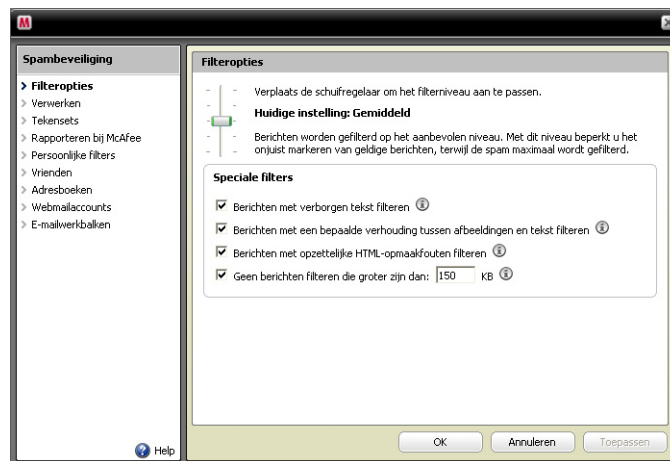 M
Spambeveiliging
Filteropties
Verwerken
Tekensets
Rapporteren bij McAfee
Persoonlijke filters
Vrienden
Adresboeken
Webmailaccounts
E-mailwerkbalken
Help
Filteropties
Verplaats de schuifregelaar om het filterniveau aan te passen.
Huidige instelling: Gemiddeld
Berichten worden gefilterd op het aanbevolen niveau. Met dit niveau beperkt u het
onjuist markeren van geldige berichten, terwijl de spam maximaal wordt gefilterd.
Speciale filters
Berichten met verborgen tekst filteren
Berichten met een bepaalde verhouding tussen afbeeldingen en tekst filteren
Berichten met opzettelijke HTML-opmaakfouten filteren
Geen berichten filteren die groter zijn dan: 150 KB
OK Annuleren Toepassen